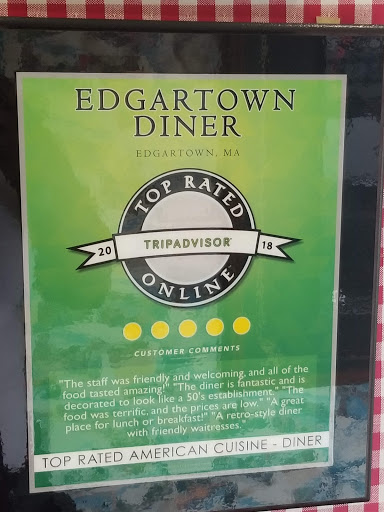 EDGARTOWN
DINER
EDGARTOWN, MA
TOP RATED
20 TRIPADVISOR 18
ONLINE
CUSTOMER COMMENTS
"The staff was friendly and welcoming, and all of the
food tasted amazing!" "The diner is fantastic and is
decorated to look like a 50's establishment." "The
food was terrific, and the prices are low." "A great
place for lunch or breakfast!" "A retro-style diner
with friendly waitresses."
TOP RATED AMERICAN CUISINE - DINER